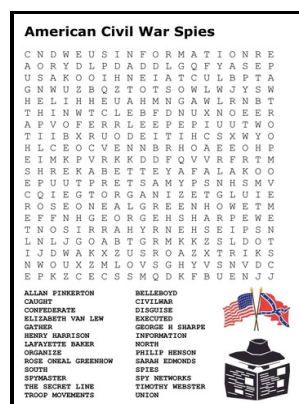 American Civil War Spies
C N D W E U S I N F O R M A T I O N R E
A O R Y D L P D A D D L G Q F Y A S E P
U S A K O O I H N E I A T C U L B P T A
G N W U Z B Q Z T O T S O W L W J Y S W
H E L I H H E U A H M N G A W L R N B T
T H I N W T C L E B F D N U X N O E E R
A P V O F E R R L E E P E P I U U T W O
T I I B X R U O D E I T I H C S X W Y O
H L C E O C V E N N B R H O A E E O H P
E I M K P V R K K D D F Q V V R F R T M
S H R E K A B E T T E Y A F A L A K O O
E P U U T P R E T S A M Y P S N H S M V
C Q I E G T O R G A N I Z E T G L U I E
R O S E O N E A L G R E E N H O W E T M
E F F N H G E O R G E H S H A R P E W E
T N O S I R R A H Y R N E H S E I P S N
L N L J G O A B T G R M K K Z S L D O T
I J D W A K X Z U S R O A Z X T R I K S
N W O U X Z M L O V S G H Y V S N V D C
E P K Z C E C S S M Q D K F B U E N J J
ALLAN PINKERTON
CAUGHT
CONFEDERATE
ELIZABETH VAN LEW
GATHER
HENRY HARRISON
LAFAYETTE BAKER
ORGANIZE
ROSE ONEAL GREENHOW
SOUTH
SPYMASTER
THE SECRET LINE
TROOP MOVEMENTS
BELLEBOYD
CIVILWAR
DISGUISE
EXECUTED
GEORGE H SHARPE
INFORMATION
NORTH
PHILIP HENSON
SARAH EDMONDS
SPIES
SPY NETWORKS
TIMOTHY WEBSTER
UNION